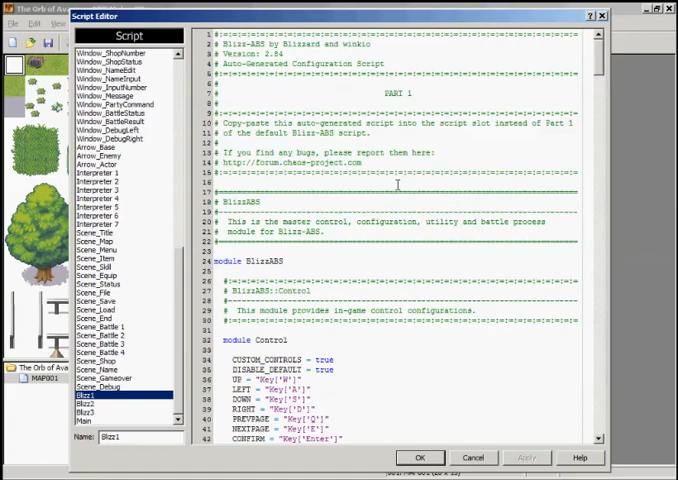 The Orb of Ava
File Edit View
Script Editor
Script
Window_ShopNumber
Window_ShopStatus
Window_NameEdit
Window_NameInput
Window_InputNumber
Window_Message
Window_PartyCommand
Window_BattleStatus
Window_BattleResult
Window_DebugLeft
Window_DebugRight
Arrow_Base
Arrow_Enemy
Arrow_Actor
Interpreter 1
Interpreter 2
Interpreter 3
Interpreter 4
Interpreter 5
Interpreter 6
Interpreter 7
Scene_Title
Scene_Map
Scene_Menu
Scene_Item
Scene_Skill
Scene_Equip
Scene_Status
Scene_File
Scene_Save
Scene_Load
Scene_End
Scene_Battle 1
Scene_Battle 2
Scene_Battle 3
Scene_Battle 4
Scene_Shop
Scene_Name
Scene_Gameover
Scene_Debug
Blizz1
Blizz2
Blizz3
Main
Name: Blizz1
The Orb of Ava
MAP001
1 #:=:=:=:=:=:=:=:=:=:=:=:=:=:=:=:=:=:=:=:=:=:=:=:=:=:=:=:=:=:=:=:=:=:=:=:=:=:=:=
2 # Blizz-ABS by Blizzard and winkio
3 # Version: 2.84
4 # Auto-Generated Configuration Script
5 #:=:=:=:=:=:=:=:=:=:=:=:=:=:=:=:=:=:=:=:=:=:=:=:=:=:=:=:=:=:=:=:=:=:=:=:=:=:=:=
6 #
7 # PART 1
8 #
9 #:=:=:=:=:=:=:=:=:=:=:=:=:=:=:=:=:=:=:=:=:=:=:=:=:=:=:=:=:=:=:=:=:=:=:=:=:=:=:=
10 # Copy-paste this auto-generated script into the script slot instead of Part 1
11 # of the default Blizz-ABS script.
12 #
13 # If you find any bugs, please report them here:
14 # http://forum.chaos-project.com
15 #:=:=:=:=:=:=:=:=:=:=:=:=:=:=:=:=:=:=:=:=:=:=:=:=:=:=:=:=:=:=:=:=:=:=:=:=:=:=:=
16
17 #==============================================================================
18 # BlizzABS
19 #------------------------------------------------------------------------------
20 # This is the master control, configuration, utility and battle process
21 # module for Blizz-ABS.
22 #==============================================================================
23
24 module BlizzABS
25
26 #:=:=:=:=:=:=:=:=:=:=:=:=:=:=:=:=:=:=:=:=:=:=:=:=:=:=:=:=:=:=:=:=:=:=:=:=:=:=
27 # BlizzABS::Control
28 #----------------------------------------------------------------------------
29 # This module provides in-game control configurations.
30 #:=:=:=:=:=:=:=:=:=:=:=:=:=:=:=:=:=:=:=:=:=:=:=:=:=:=:=:=:=:=:=:=:=:=:=:=:=:=
31
32 module Control
33
34 CUSTOM_CONTROLS = true
35 DISABLE_DEFAULT = true
36 UP = "Key['W']"
37 LEFT = "Key['A']"
38 DOWN = "Key['S']"
39 RIGHT = "Key['D']"
40 PREVPAGE = "Key['Q']"
41 NEXTPAGE = "Key['E']"
42 CONFIRM = "Key['Enter']"
OK Cancel Apply Help